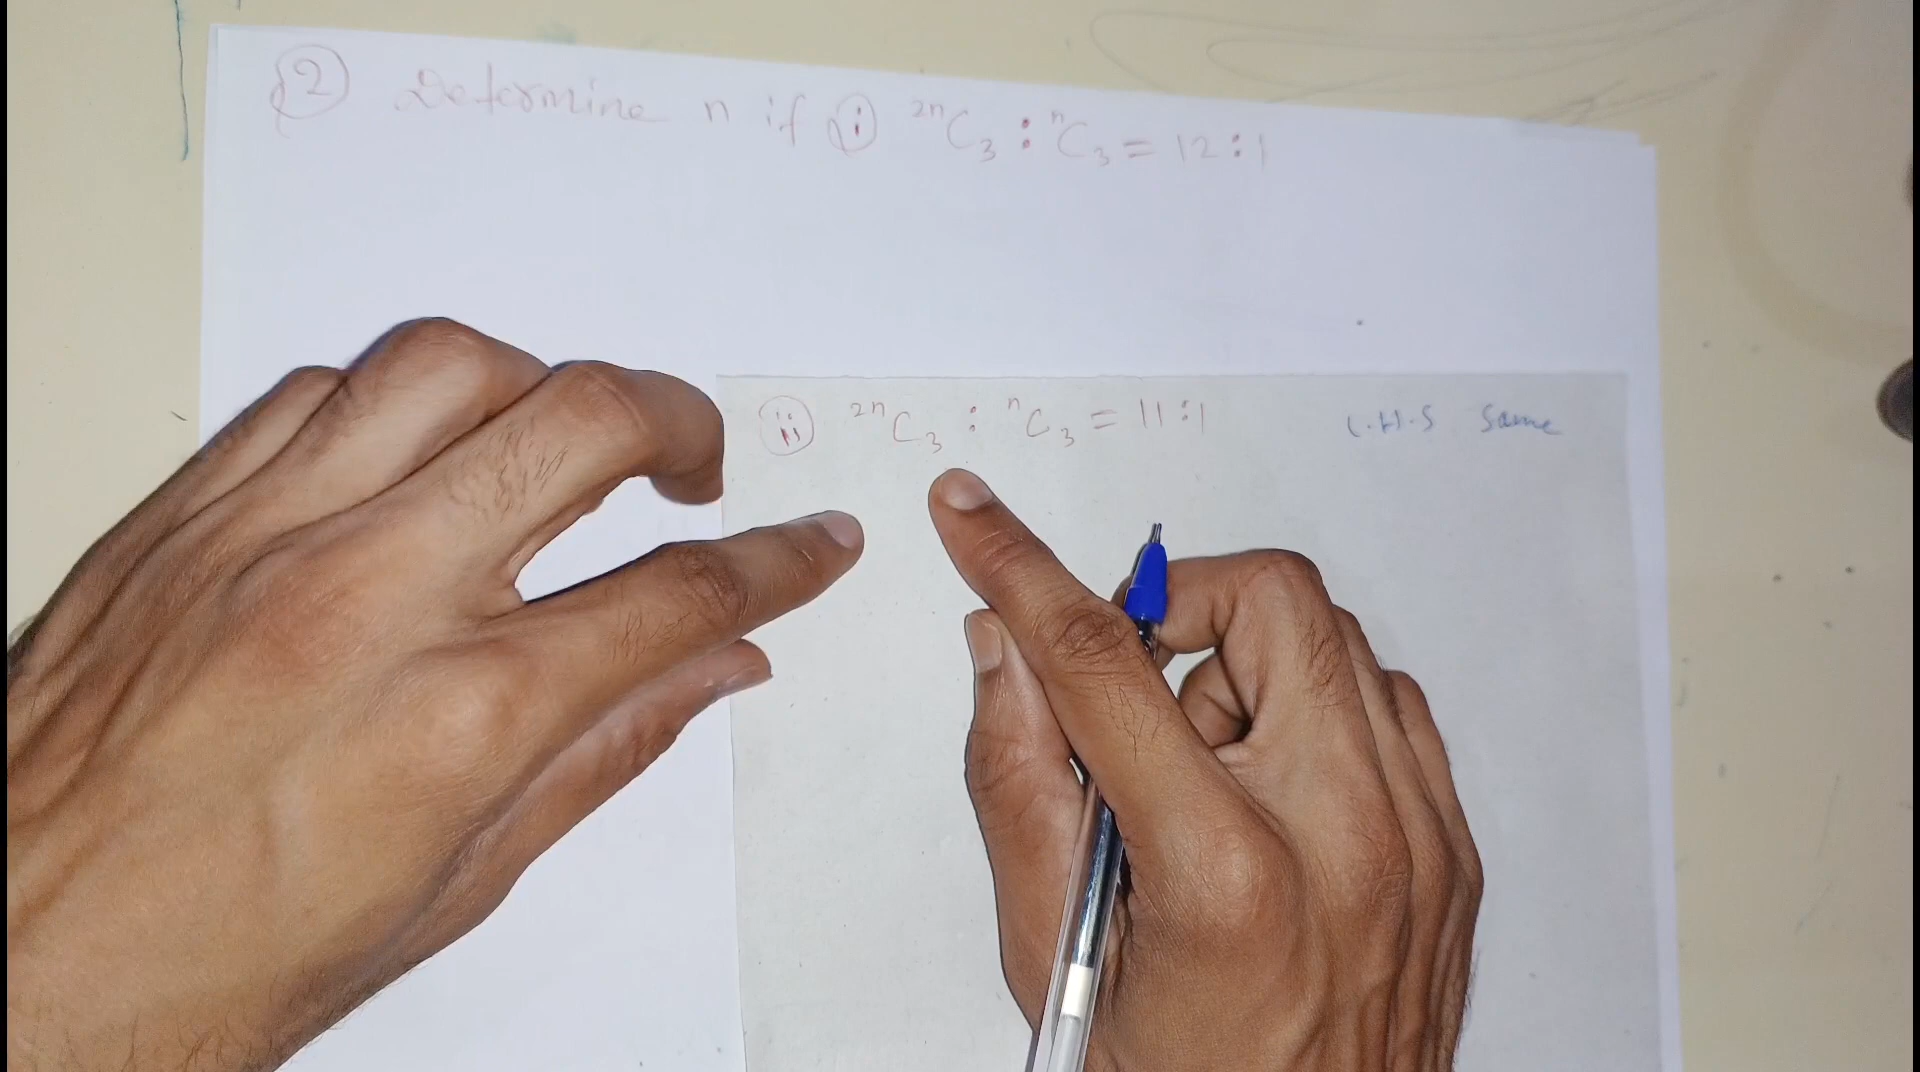 ② Determine n if ⓘ ²ⁿC₃ : ⁿC₃ = 12 : 1
ⓘⓘ ²ⁿC₃ : ⁿC₃ = 11 : 1 L.H.S Same